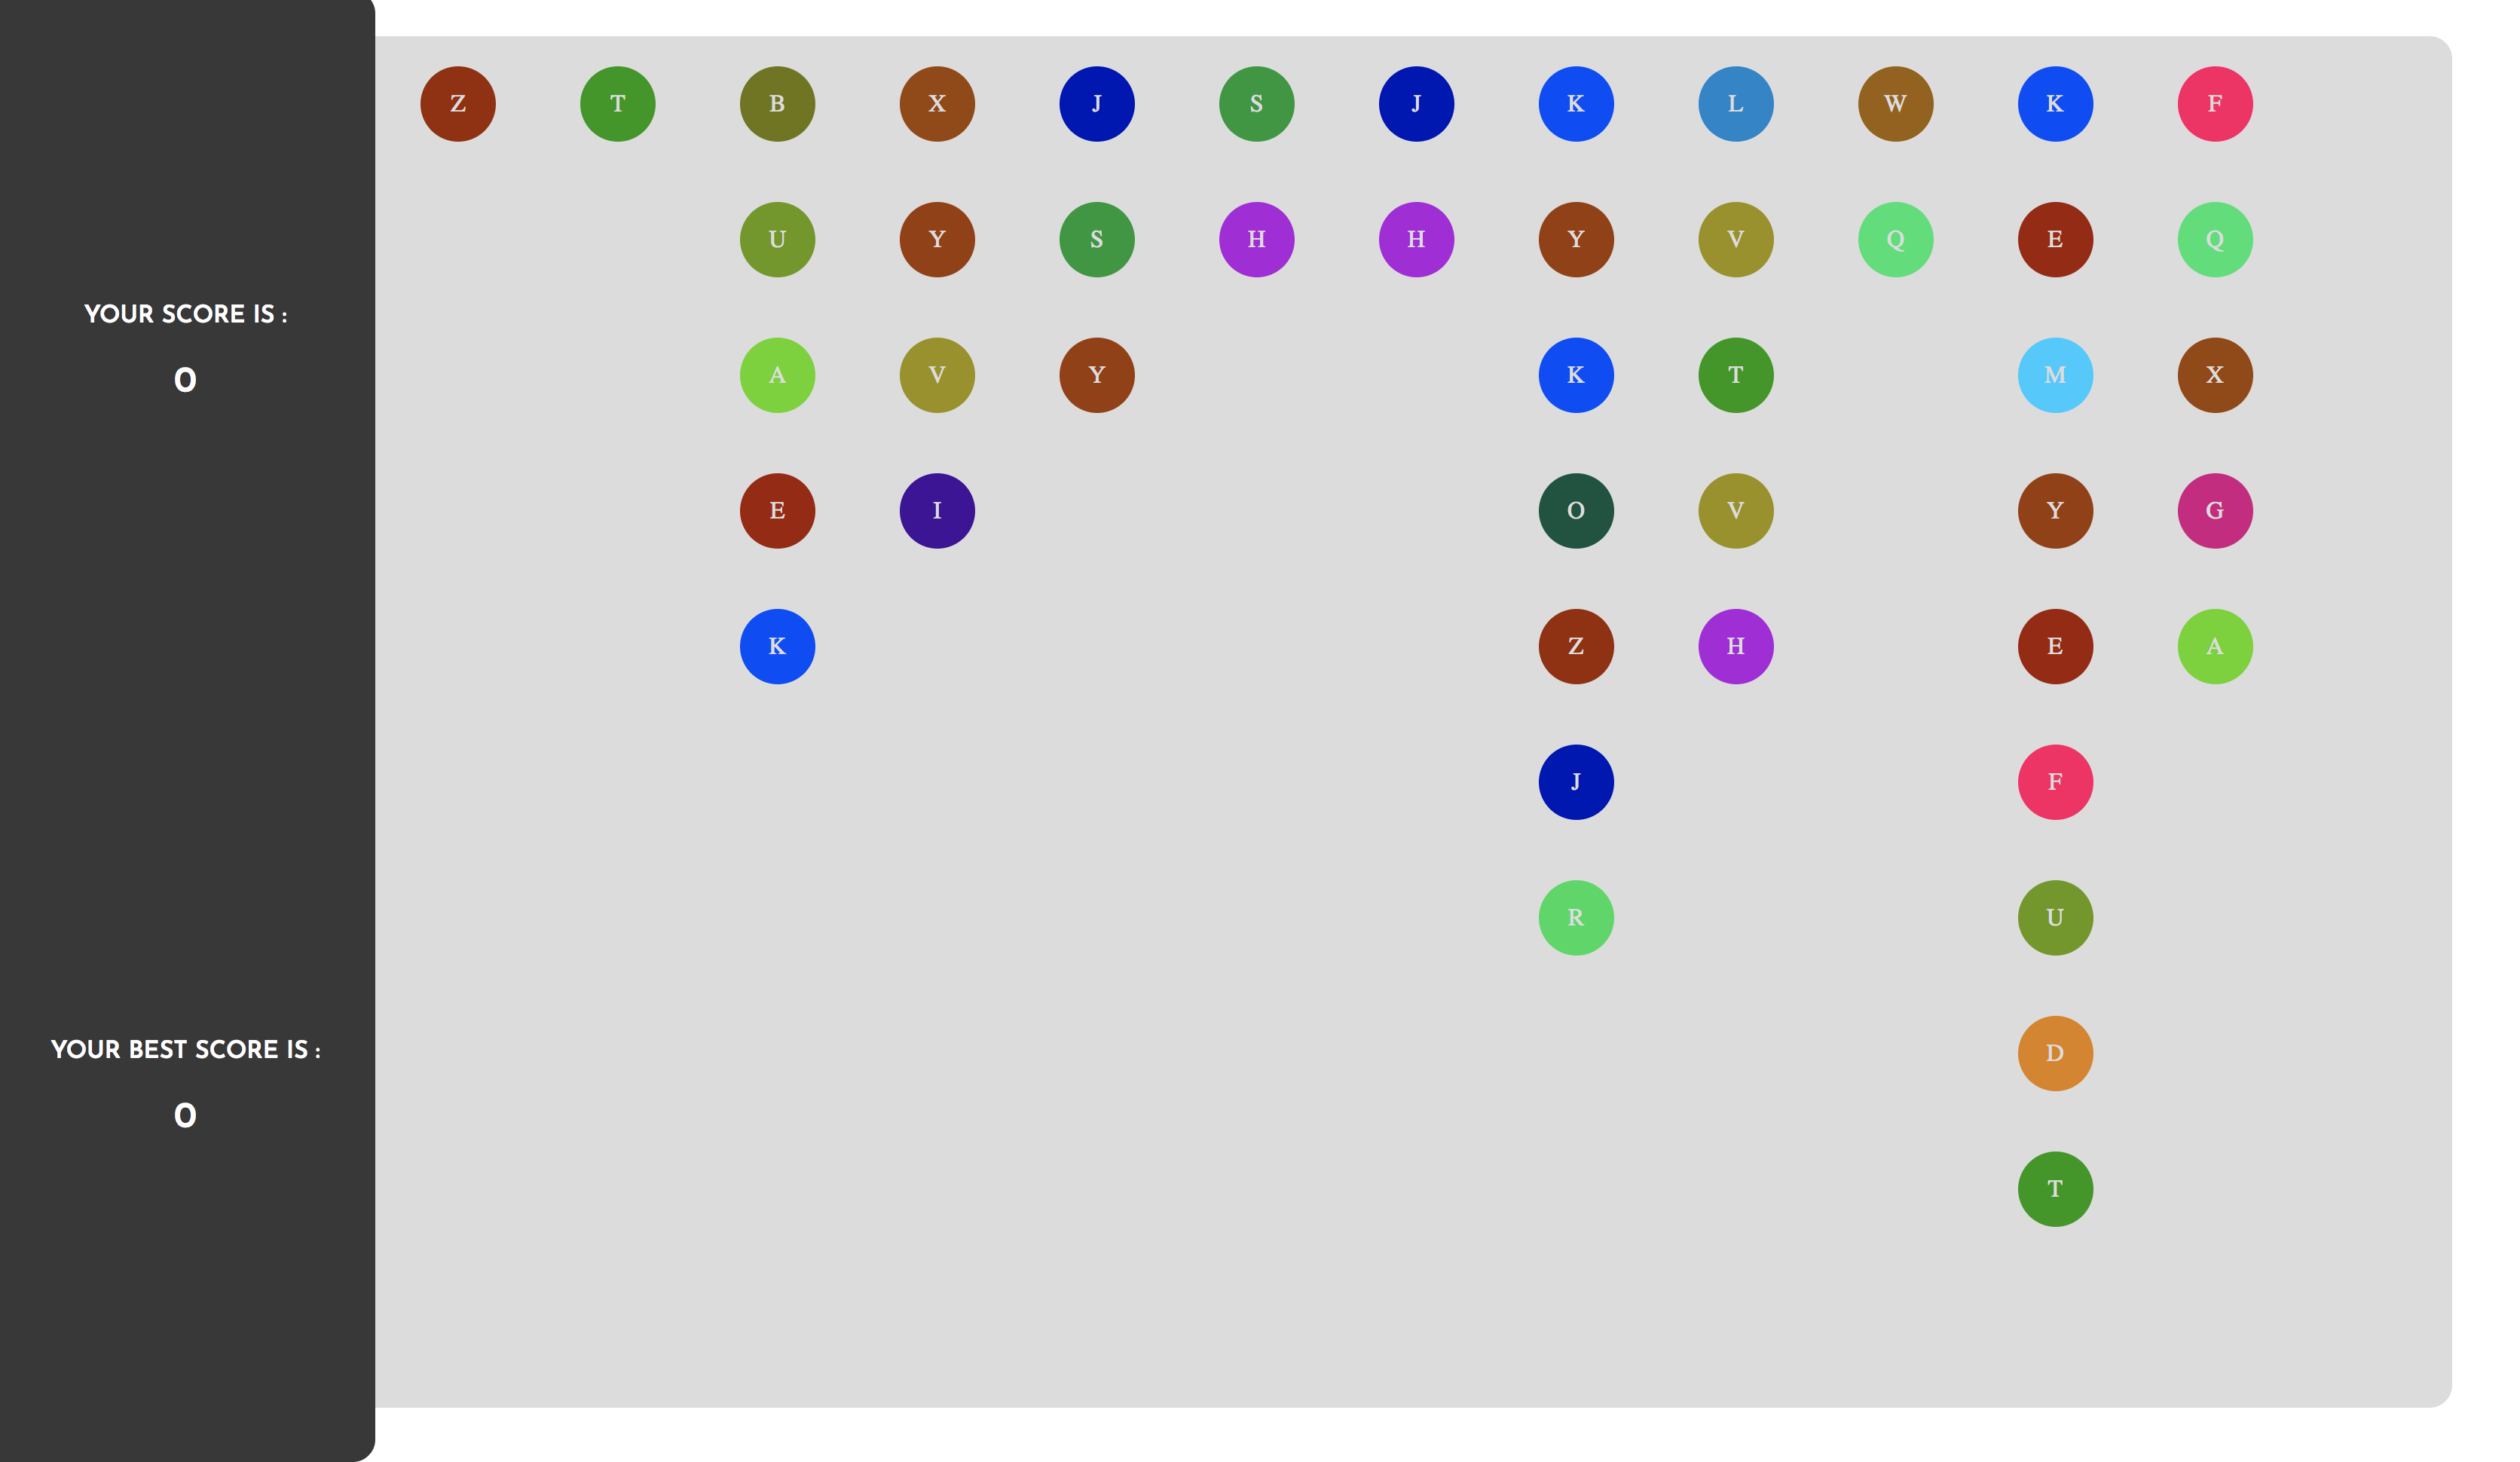 YOUR SCORE IS :
0
YOUR BEST SCORE IS :
0
Z T B X J S J K L W K F
U Y S H H Y V Q E Q
A V Y K T M X
E I O V Y G
K Z H E A
J F
R U
D
T